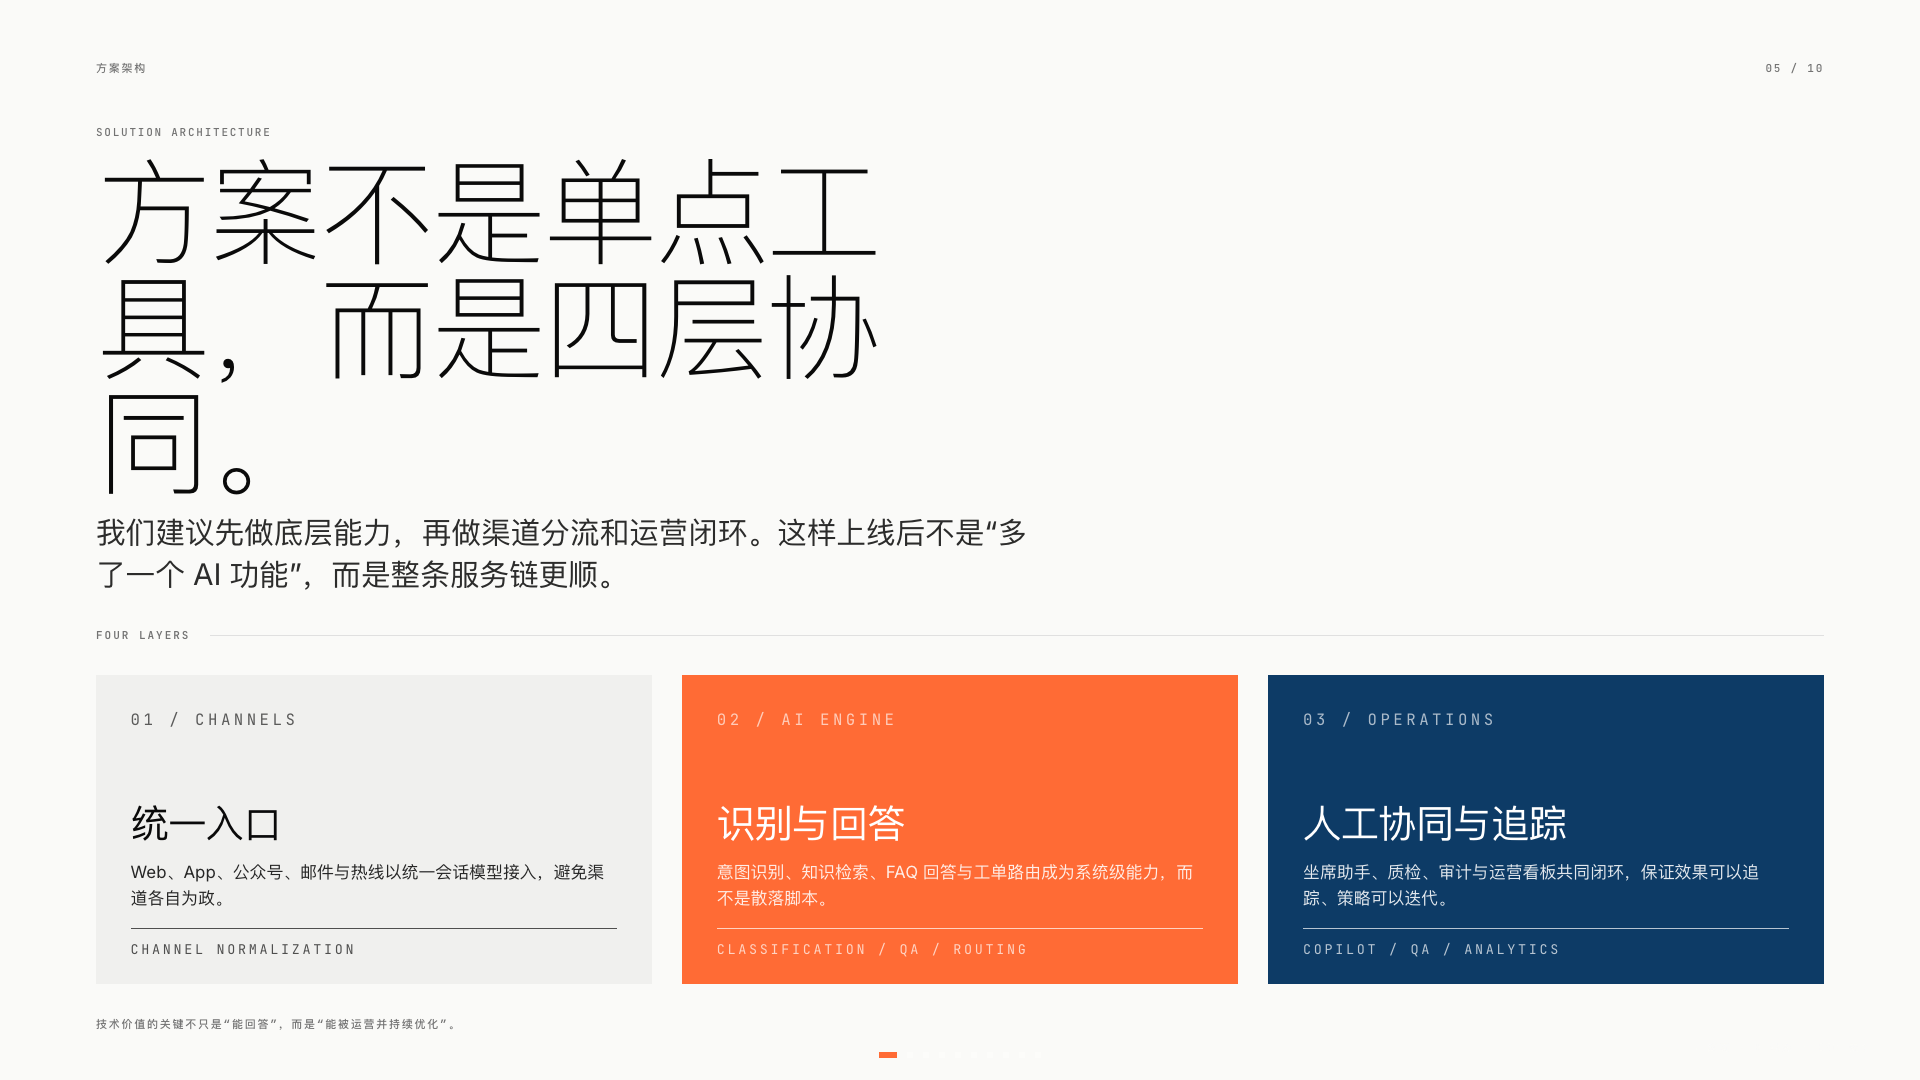 方案架构
05 / 10
SOLUTION ARCHITECTURE
方案不是单点工
具，而是四层协
同。
我们建议先做底层能力，再做渠道分流和运营闭环。这样上线后不是“多
了一个 AI 功能”，而是整条服务链更顺。
FOUR LAYERS
01 / CHANNELS
统一入口
Web、App、公众号、邮件与热线以统一会话模型接入，避免渠
道各自为政。
CHANNEL NORMALIZATION
02 / AI ENGINE
识别与回答
意图识别、知识检索、FAQ 回答与工单路由成为系统级能力，而
不是散落脚本。
CLASSIFICATION / QA / ROUTING
03 / OPERATIONS
人工协同与追踪
坐席助手、质检、审计与运营看板共同闭环，保证效果可以追
踪、策略可以迭代。
COPILOT / QA / ANALYTICS
技术价值的关键不只是“能回答”，而是“能被运营并持续优化”。